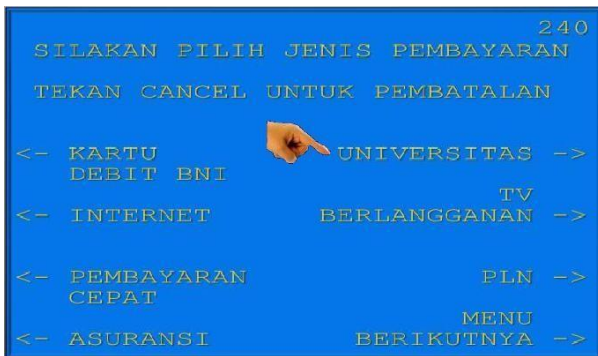 240
SILAKAN PILIH JENIS PEMBAYARAN
TEKAN CANCEL UNTUK PEMBATALAN
<- KARTU DEBIT BNI
UNIVERSITAS ->
<- INTERNET
TV BERLANGGANAN ->
<- PEMBAYARAN CEPAT
PLN ->
<- ASURANSI
MENU BERIKUTNYA ->